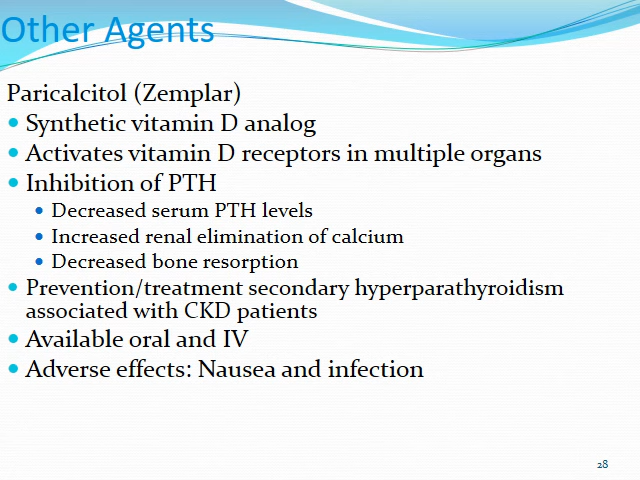 Other Agents
Paricalcitol (Zemplar)
• Synthetic vitamin D analog
• Activates vitamin D receptors in multiple organs
• Inhibition of PTH
• Decreased serum PTH levels
• Increased renal elimination of calcium
• Decreased bone resorption
• Prevention/treatment secondary hyperparathyroidism
associated with CKD patients
• Available oral and IV
• Adverse effects: Nausea and infection
28